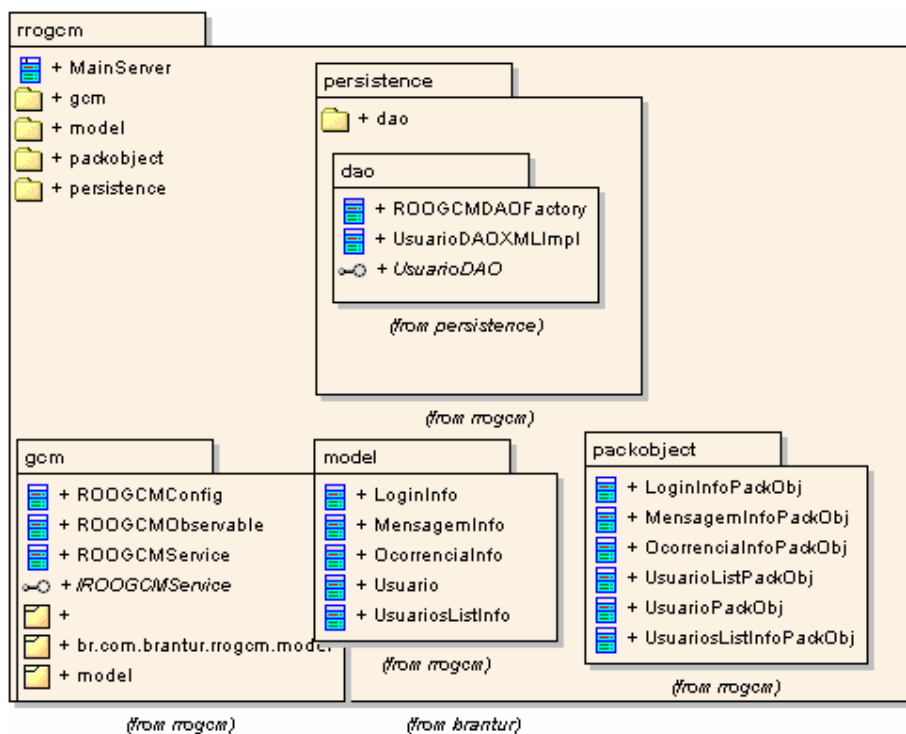 rrogcm
+ MainServer
+ gcm
+ model
+ packobject
+ persistence
persistence
+ dao
dao
+ ROOGCMDAOFactory
+ UsuarioDAOXMLImpl
+ UsuarioDAO
(from persistence)
(from rrogcm)
gcm
+ ROOGCMConfig
+ ROOGCMObservable
+ ROOGCMService
+ IROOGCMService
+
+ br.com.brantur.rrogcm.model
+ model
(from rrogcm)
model
+ LoginInfo
+ MensagemInfo
+ OcorrenciaInfo
+ Usuario
+ UsuariosListInfo
(from rrogcm)
packobject
+ LoginInfoPackObj
+ MensagemInfoPackObj
+ OcorrenciaInfoPackObj
+ UsuarioListPackObj
+ UsuarioPackObj
+ UsuariosListInfoPackObj
(from rrogcm)
(from brantur)